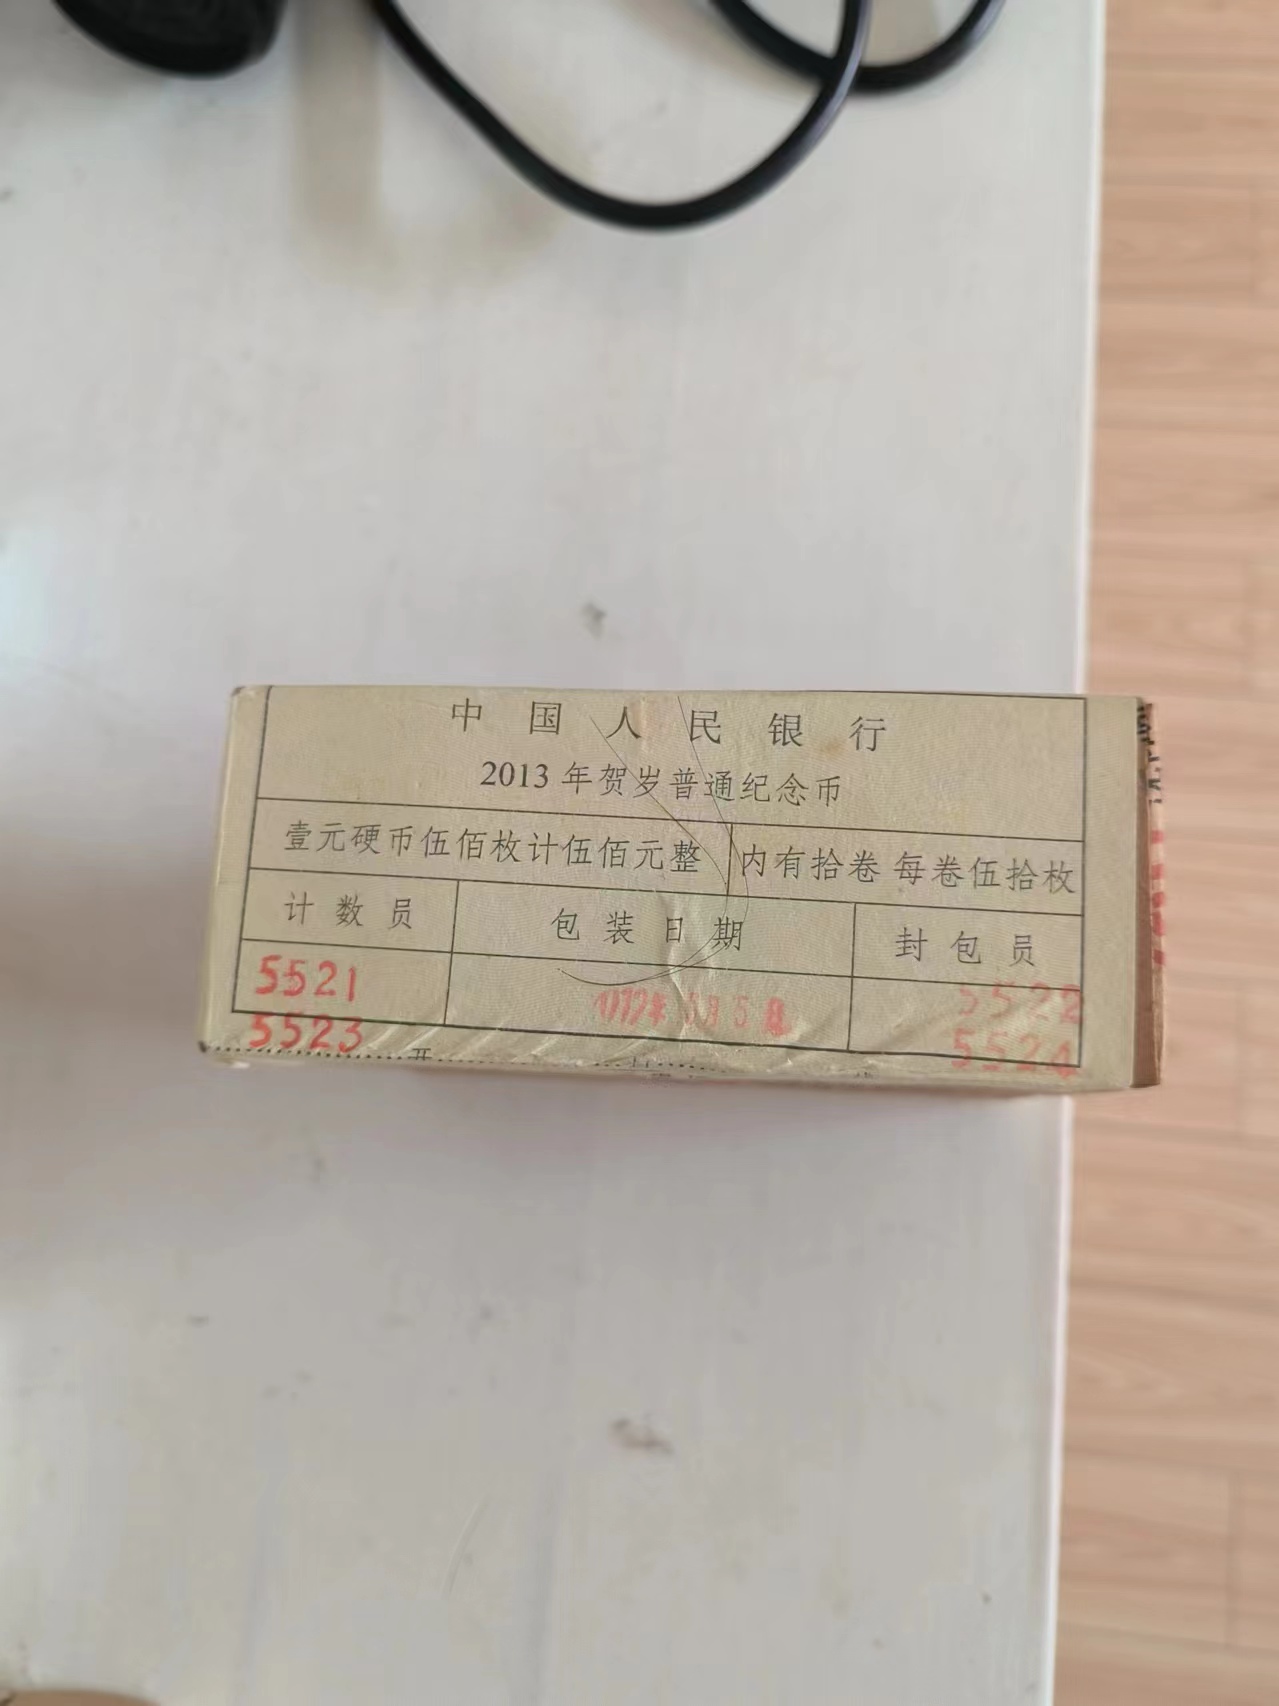 中国人民银行
2013年贺岁普通纪念币
壹元硬币伍佰枚计伍佰元整 内有拾卷 每卷伍拾枚
计数员 包装日期 封包员
5521 5522
5523 5524
开